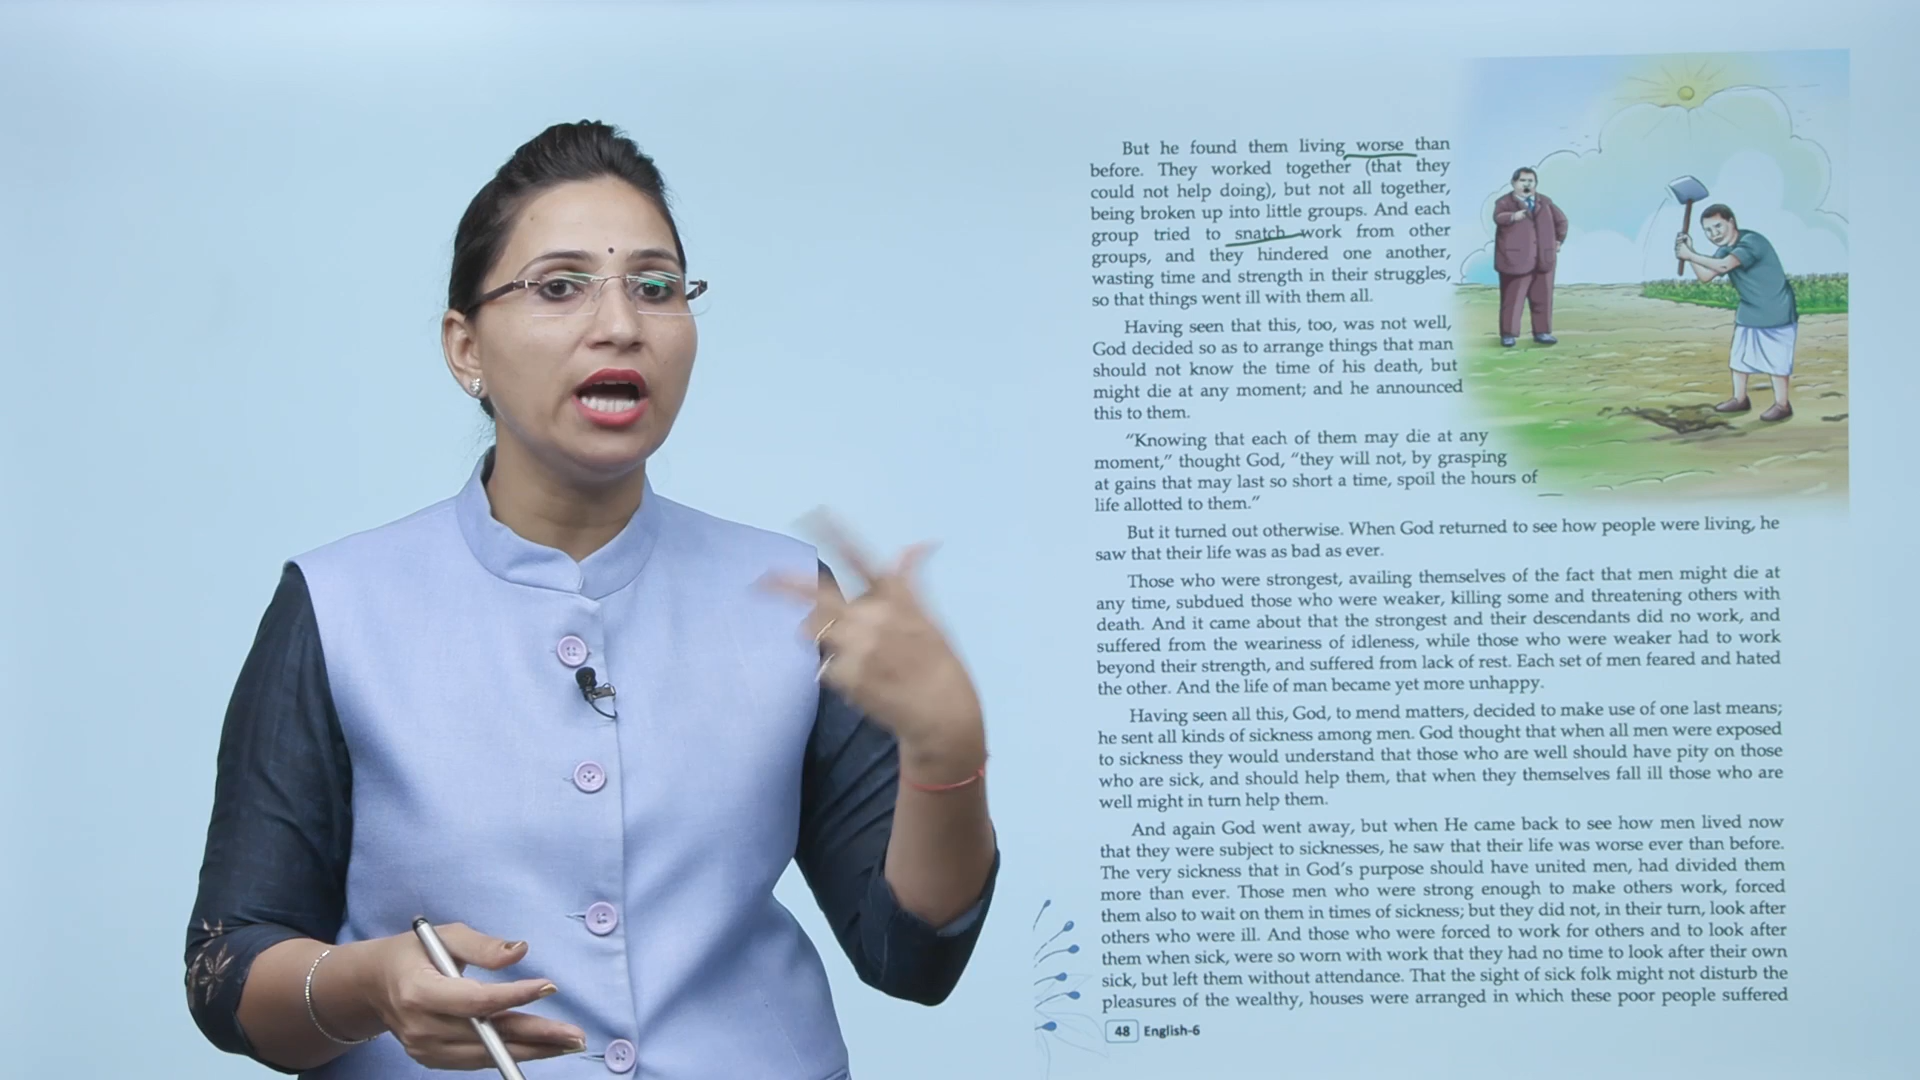 But he found them living worse than
before. They worked together (that they
could not help doing), but not all together,
being broken up into little groups. And each
group tried to snatch work from other
groups, and they hindered one another,
wasting time and strength in their struggles,
so that things went ill with them all.
Having seen that this, too, was not well,
God decided so as to arrange things that man
should not know the time of his death, but
might die at any moment; and he announced
this to them.
“Knowing that each of them may die at any
moment,” thought God, “they will not, by grasping
at gains that may last so short a time, spoil the hours of
life allotted to them.”
But it turned out otherwise. When God returned to see how people were living, he
saw that their life was as bad as ever.
Those who were strongest, availing themselves of the fact that men might die at
any time, subdued those who were weaker, killing some and threatening others with
death. And it came about that the strongest and their descendants did no work, and
suffered from the weariness of idleness, while those who were weaker had to work
beyond their strength, and suffered from lack of rest. Each set of men feared and hated
the other. And the life of man became yet more unhappy.
Having seen all this, God, to mend matters, decided to make use of one last means;
he sent all kinds of sickness among men. God thought that when all men were exposed
to sickness they would understand that those who are well should have pity on those
who are sick, and should help them, that when they themselves fall ill those who are
well might in turn help them.
And again God went away, but when He came back to see how men lived now
that they were subject to sicknesses, he saw that their life was worse ever than before.
The very sickness that in God’s purpose should have united men, had divided them
more than ever. Those men who were strong enough to make others work, forced
them also to wait on them in times of sickness; but they did not, in their turn, look after
others who were ill. And those who were forced to work for others and to look after
them when sick, were so worn with work that they had no time to look after their own
sick, but left them without attendance. That the sight of sick folk might not disturb the
pleasures of the wealthy, houses were arranged in which these poor people suffered
48 English-6